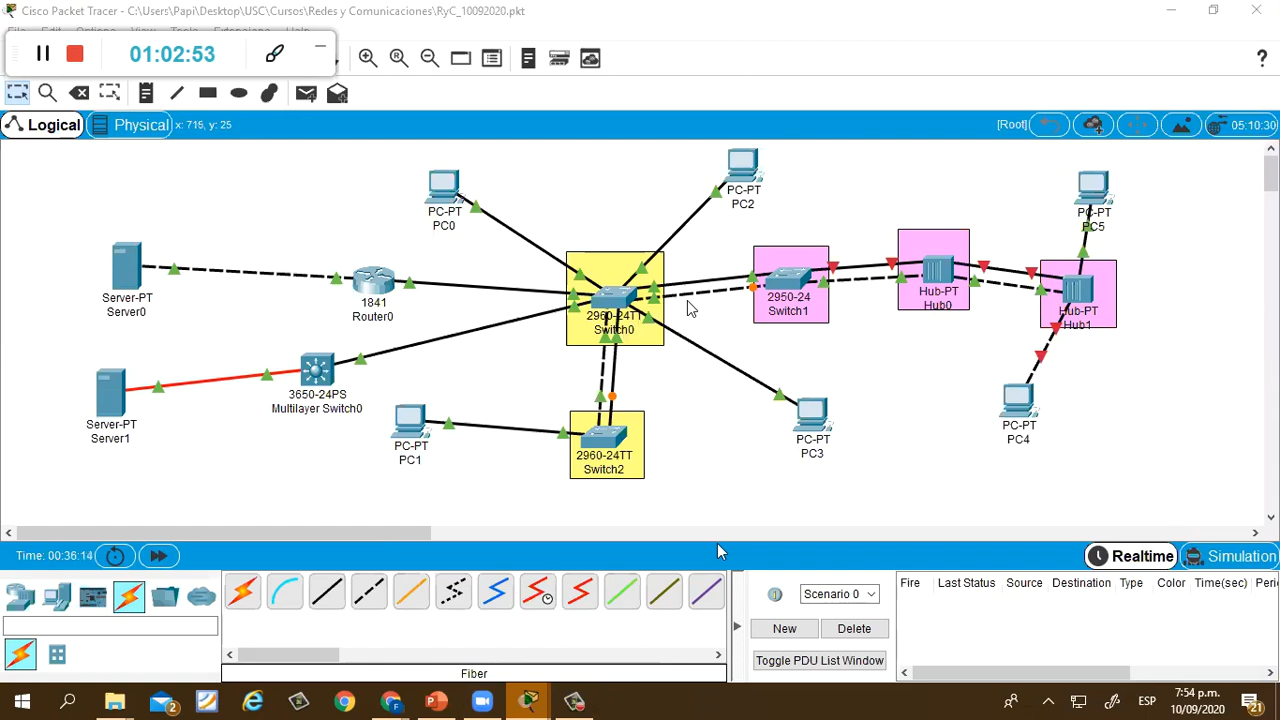 Cisco Packet Tracer - C:\Users\Papi\Desktop\USC\Cursos\Redes y Comunicaciones\RyC_10092020.pkt
01:02:53
?
Logical
Physical
x: 719, y: 25
[Root]
05:10:30
PC-PT
PC0
PC-PT
PC2
PC-PT
PC5
Server-PT
Server0
1841
Router0
2960-24TT
Switch0
2950-24
Switch1
Hub-PT
Hub0
Hub-PT
Hub1
3650-24PS
Multilayer Switch0
Server-PT
Server1
PC-PT
PC1
2960-24TT
Switch2
PC-PT
PC3
PC-PT
PC4
Time: 00:36:14
Realtime
Simulation
Scenario 0
Fire
Last Status
Source
Destination
Type
Color
Time(sec)
New
Delete
Toggle PDU List Window
Fiber
2
ESP
7:54 p.m.
10/09/2020
21